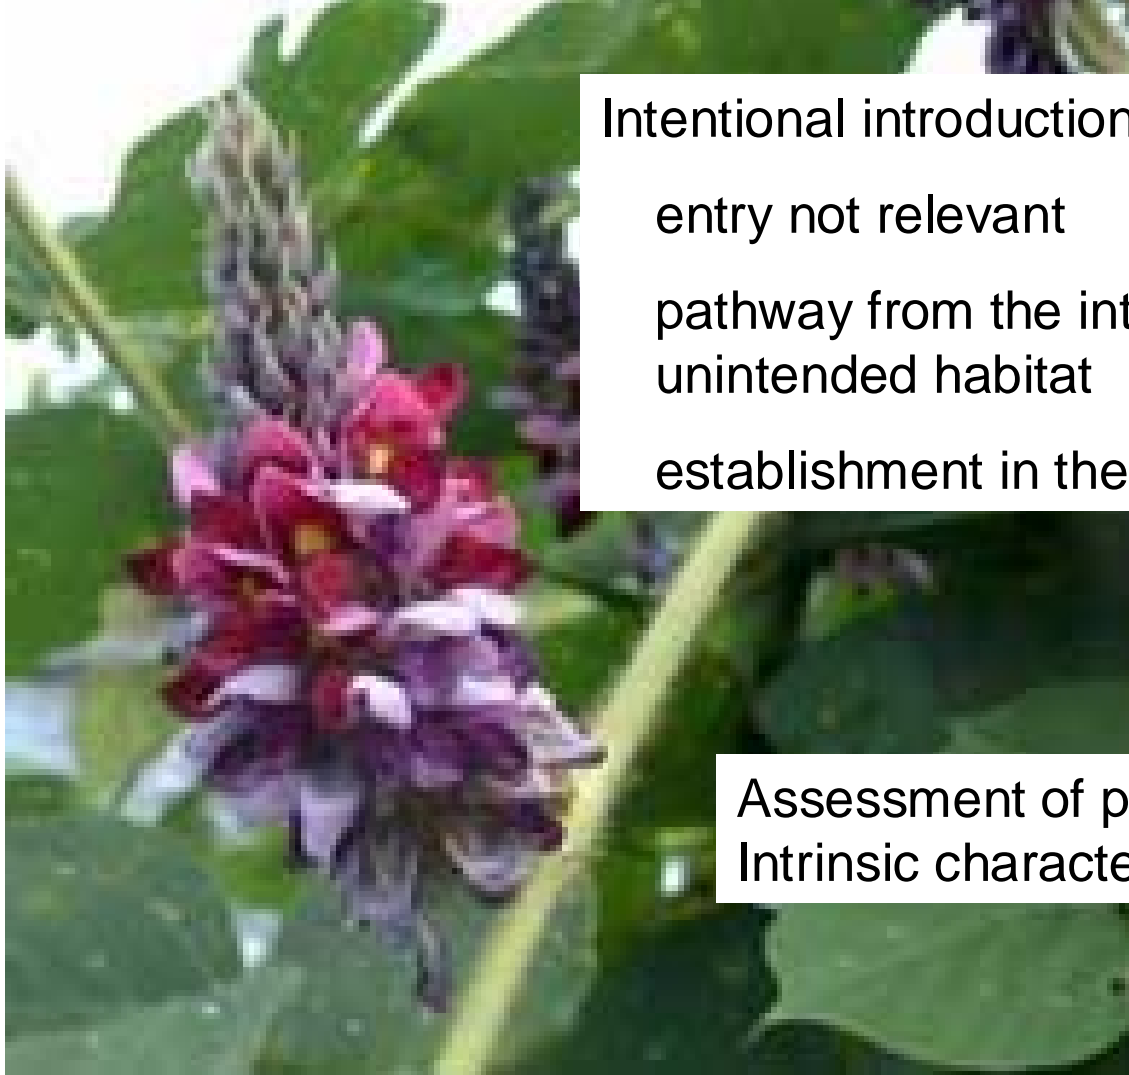 Intentional introduction
entry not relevant
pathway from the int
unintended habitat
establishment in the
Assessment of p
Intrinsic characte